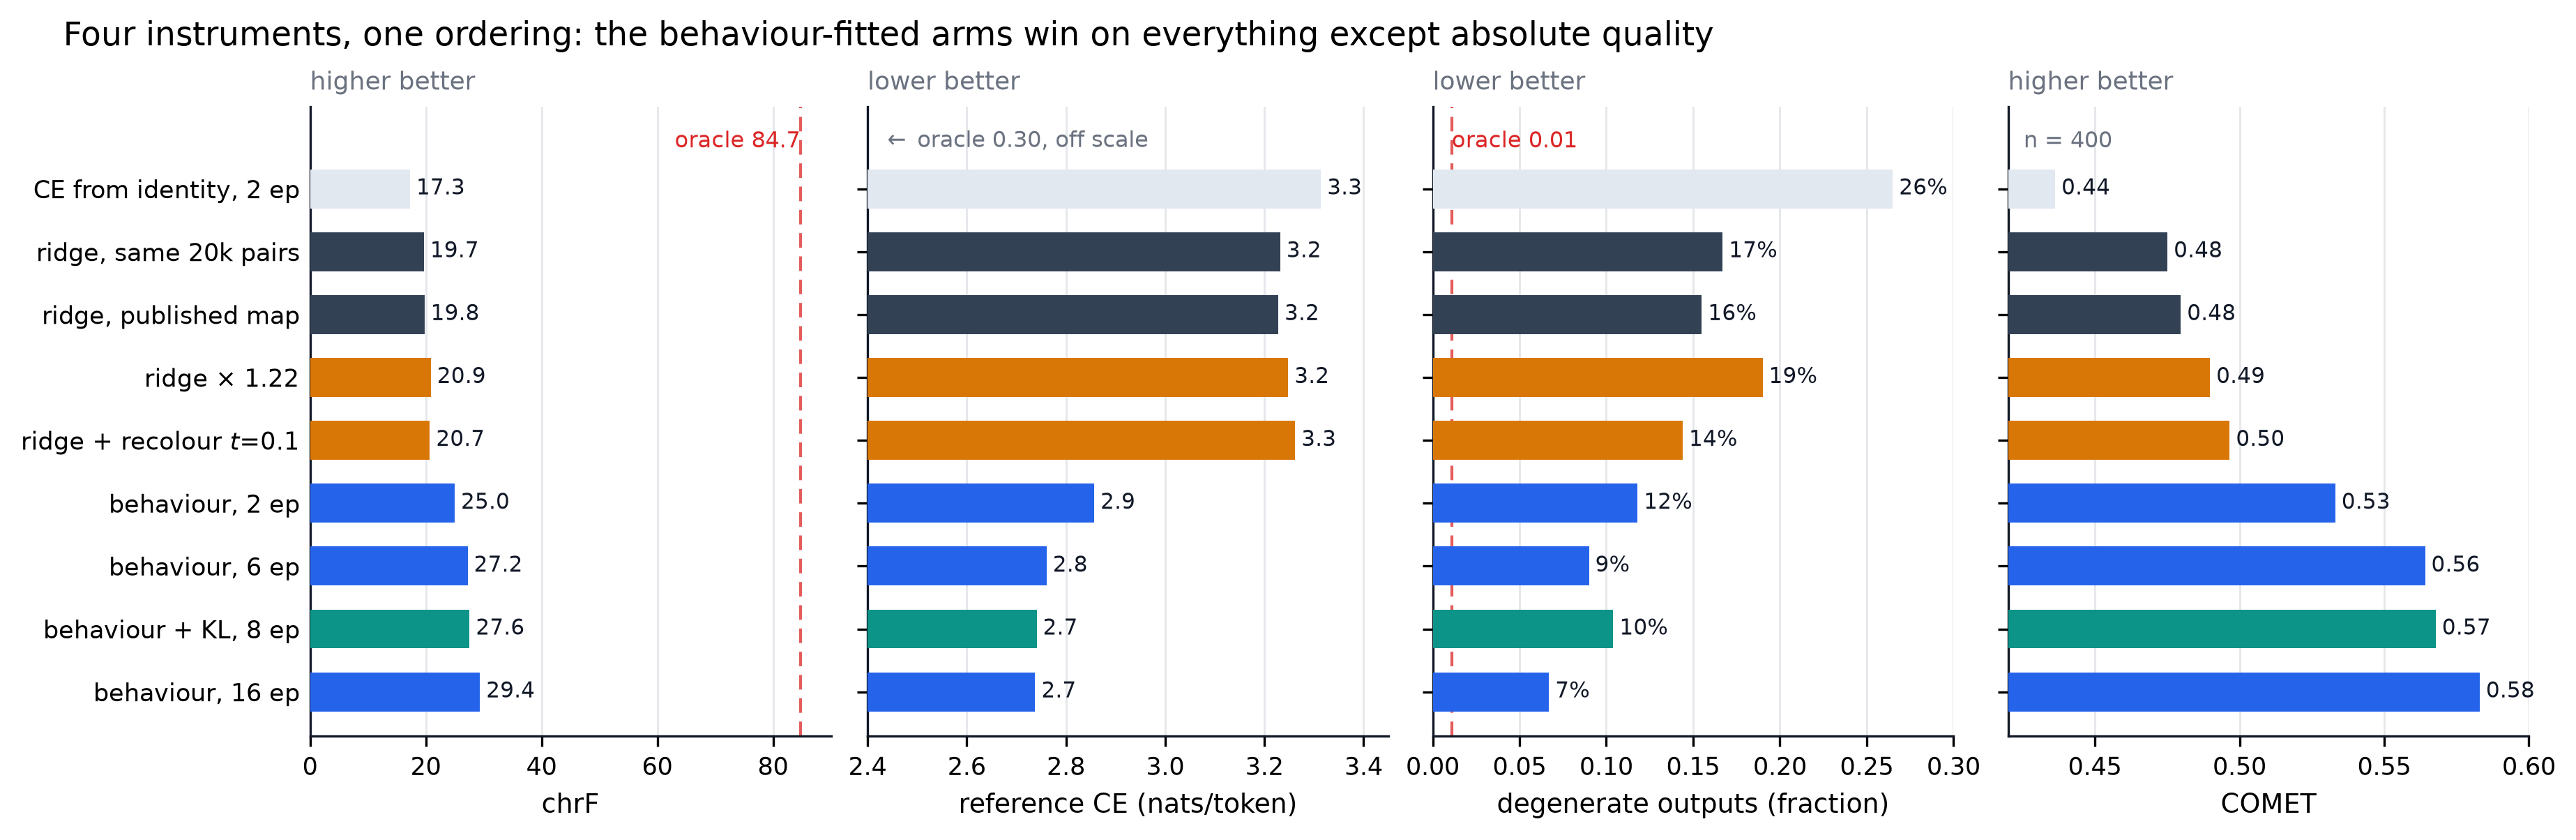 Four instruments, one ordering: the behaviour-fitted arms win on everything except absolute quality
higher better
lower better
lower better
higher better
oracle 84.7
← oracle 0.30, off scale
oracle 0.01
n = 400
CE from identity, 2 ep
17.3
3.3
26%
0.44
ridge, same 20k pairs
19.7
3.2
17%
0.48
ridge, published map
19.8
3.2
16%
0.48
ridge × 1.22
20.9
3.2
19%
0.49
ridge + recolour t=0.1
20.7
3.3
14%
0.50
behaviour, 2 ep
25.0
2.9
12%
0.53
behaviour, 6 ep
27.2
2.8
9%
0.56
behaviour + KL, 8 ep
27.6
2.7
10%
0.57
behaviour, 16 ep
29.4
2.7
7%
0.58
0 20 40 60 80
2.4 2.6 2.8 3.0 3.2 3.4
0.00 0.05 0.10 0.15 0.20 0.25 0.30
0.45 0.50 0.55 0.60
chrF
reference CE (nats/token)
degenerate outputs (fraction)
COMET